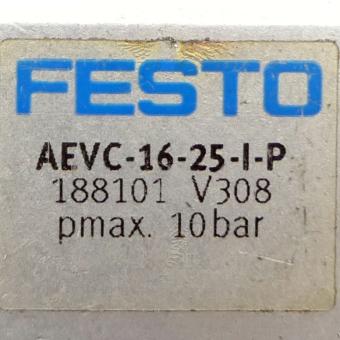 FESTO
AEVC-16-25-I-P
188101 V308
pmax. 10bar